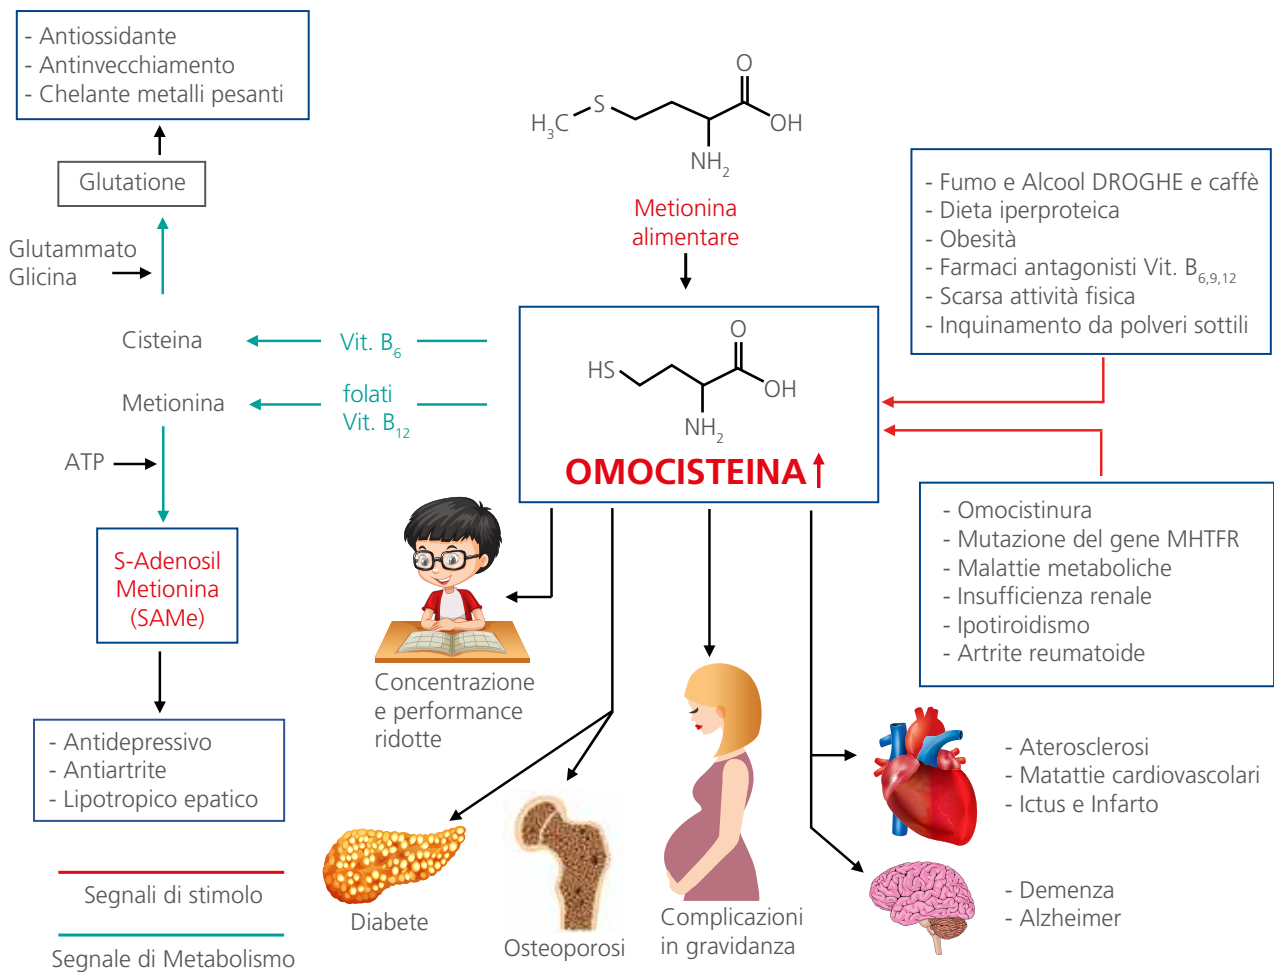 - Antiossidante
- Antinvecchiamento
- Chelante metalli pesanti
Glutatione
Glutammato
Glicina
Cisteina
Vit. B6
Metionina
folati
Vit. B12
ATP
S-Adenosil
Metionina
(SAMe)
- Antidepressivo
- Antiartrite
- Lipotropico epatico
Segnali di stimolo
Segnale di Metabolismo
O
S
H3C
OH
NH2
Metionina
alimentare
O
HS
OH
NH2
OMOCISTEINA
- Fumo e Alcool DROGHE e caffè
- Dieta iperproteica
- Obesità
- Farmaci antagonisti Vit. B6,9,12
- Scarsa attività fisica
- Inquinamento da polveri sottili
- Omocistinura
- Mutazione del gene MHTFR
- Malattie metaboliche
- Insufficienza renale
- Ipotiroidismo
- Artrite reumatoide
Concentrazione
e performance
ridotte
Diabete
Osteoporosi
Complicazioni
in gravidanza
- Aterosclerosi
- Matattie cardiovascolari
- Ictus e Infarto
- Demenza
- Alzheimer